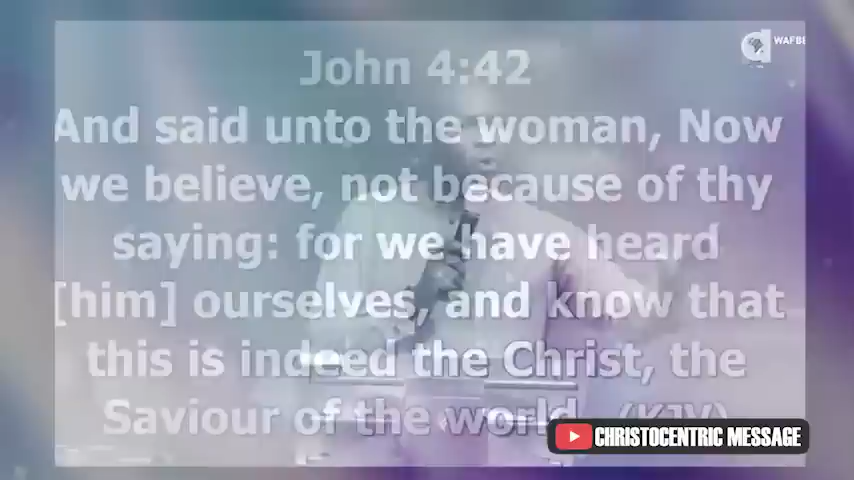 John 4:42
And said unto the woman, Now
we believe, not because of thy
saying: for we have heard
[him] ourselves, and know that
this is indeed the Christ, the
Saviour of the world. (KJV)
WAFBE
CHRISTOCENTRIC MESSAGE